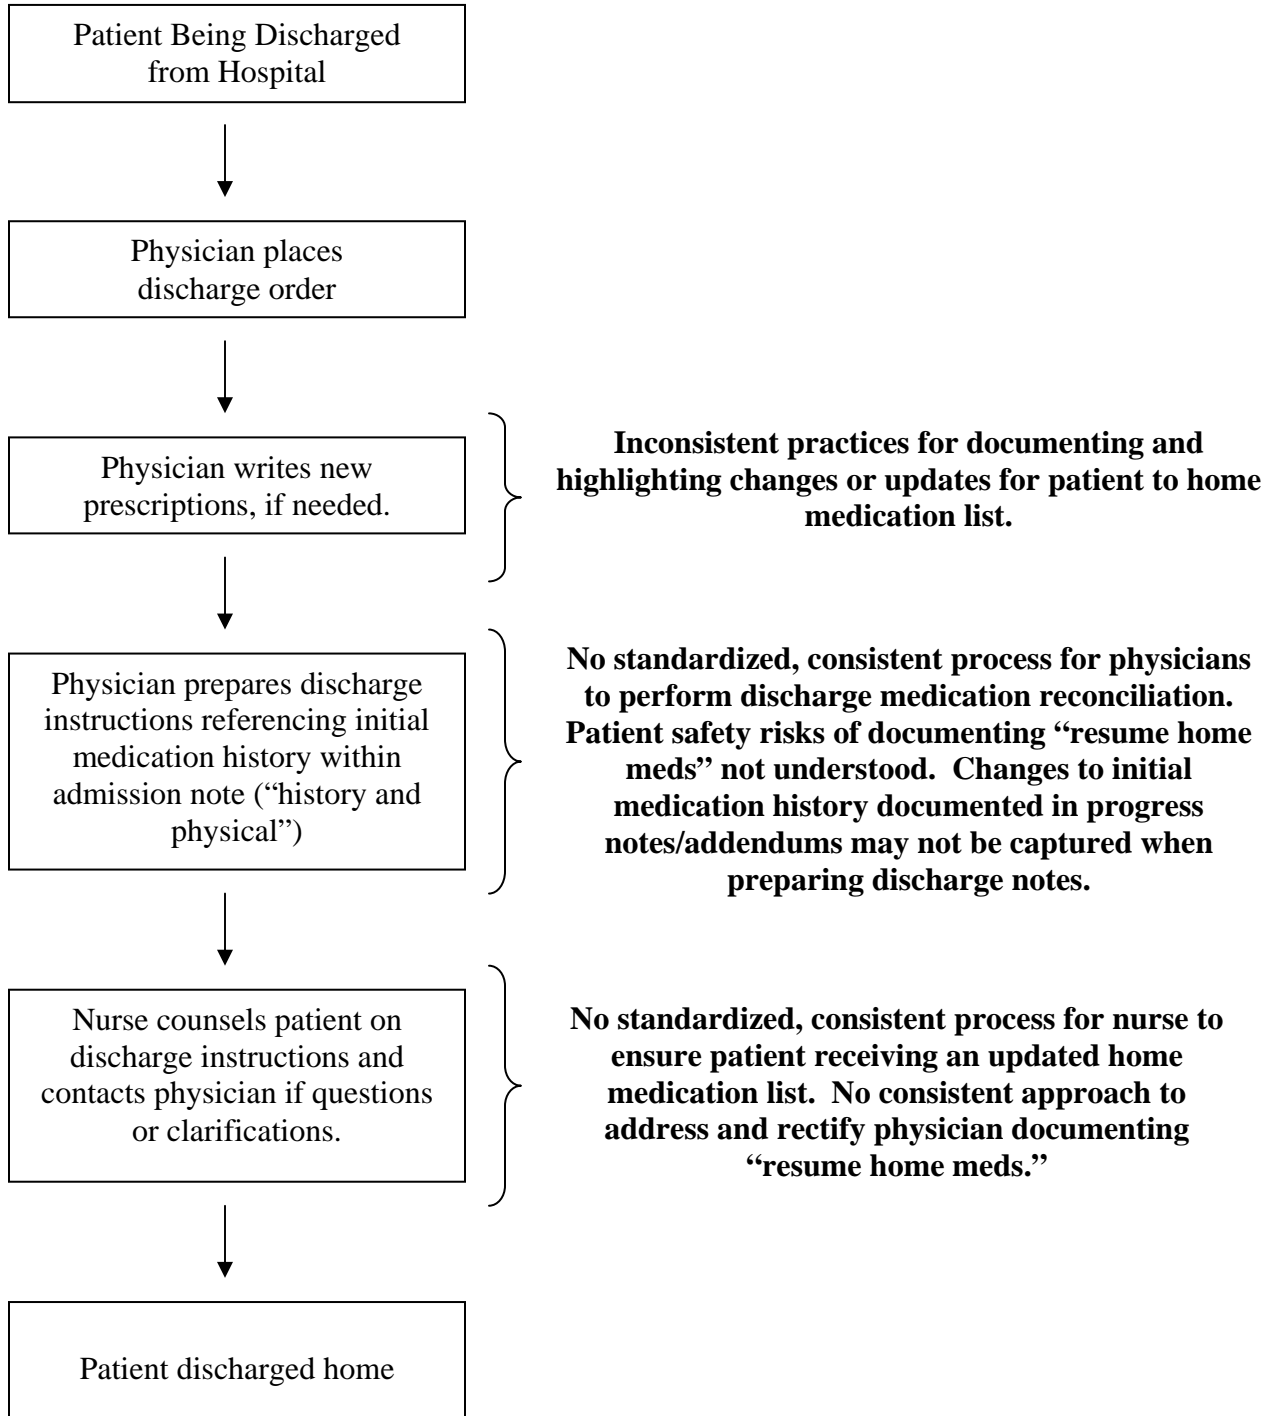 Patient Being Discharged
from Hospital
Physician places
discharge order
Physician writes new
prescriptions, if needed.
Inconsistent practices for documenting and
highlighting changes or updates for patient to home
medication list.
Physician prepares discharge
instructions referencing initial
medication history within
admission note (“history and
physical”)
No standardized, consistent process for physicians
to perform discharge medication reconciliation.
Patient safety risks of documenting “resume home
meds” not understood.  Changes to initial
medication history documented in progress
notes/addendums may not be captured when
preparing discharge notes.
Nurse counsels patient on
discharge instructions and
contacts physician if questions
or clarifications.
No standardized, consistent process for nurse to
ensure patient receiving an updated home
medication list.  No consistent approach to
address and rectify physician documenting
“resume home meds.”
Patient discharged home